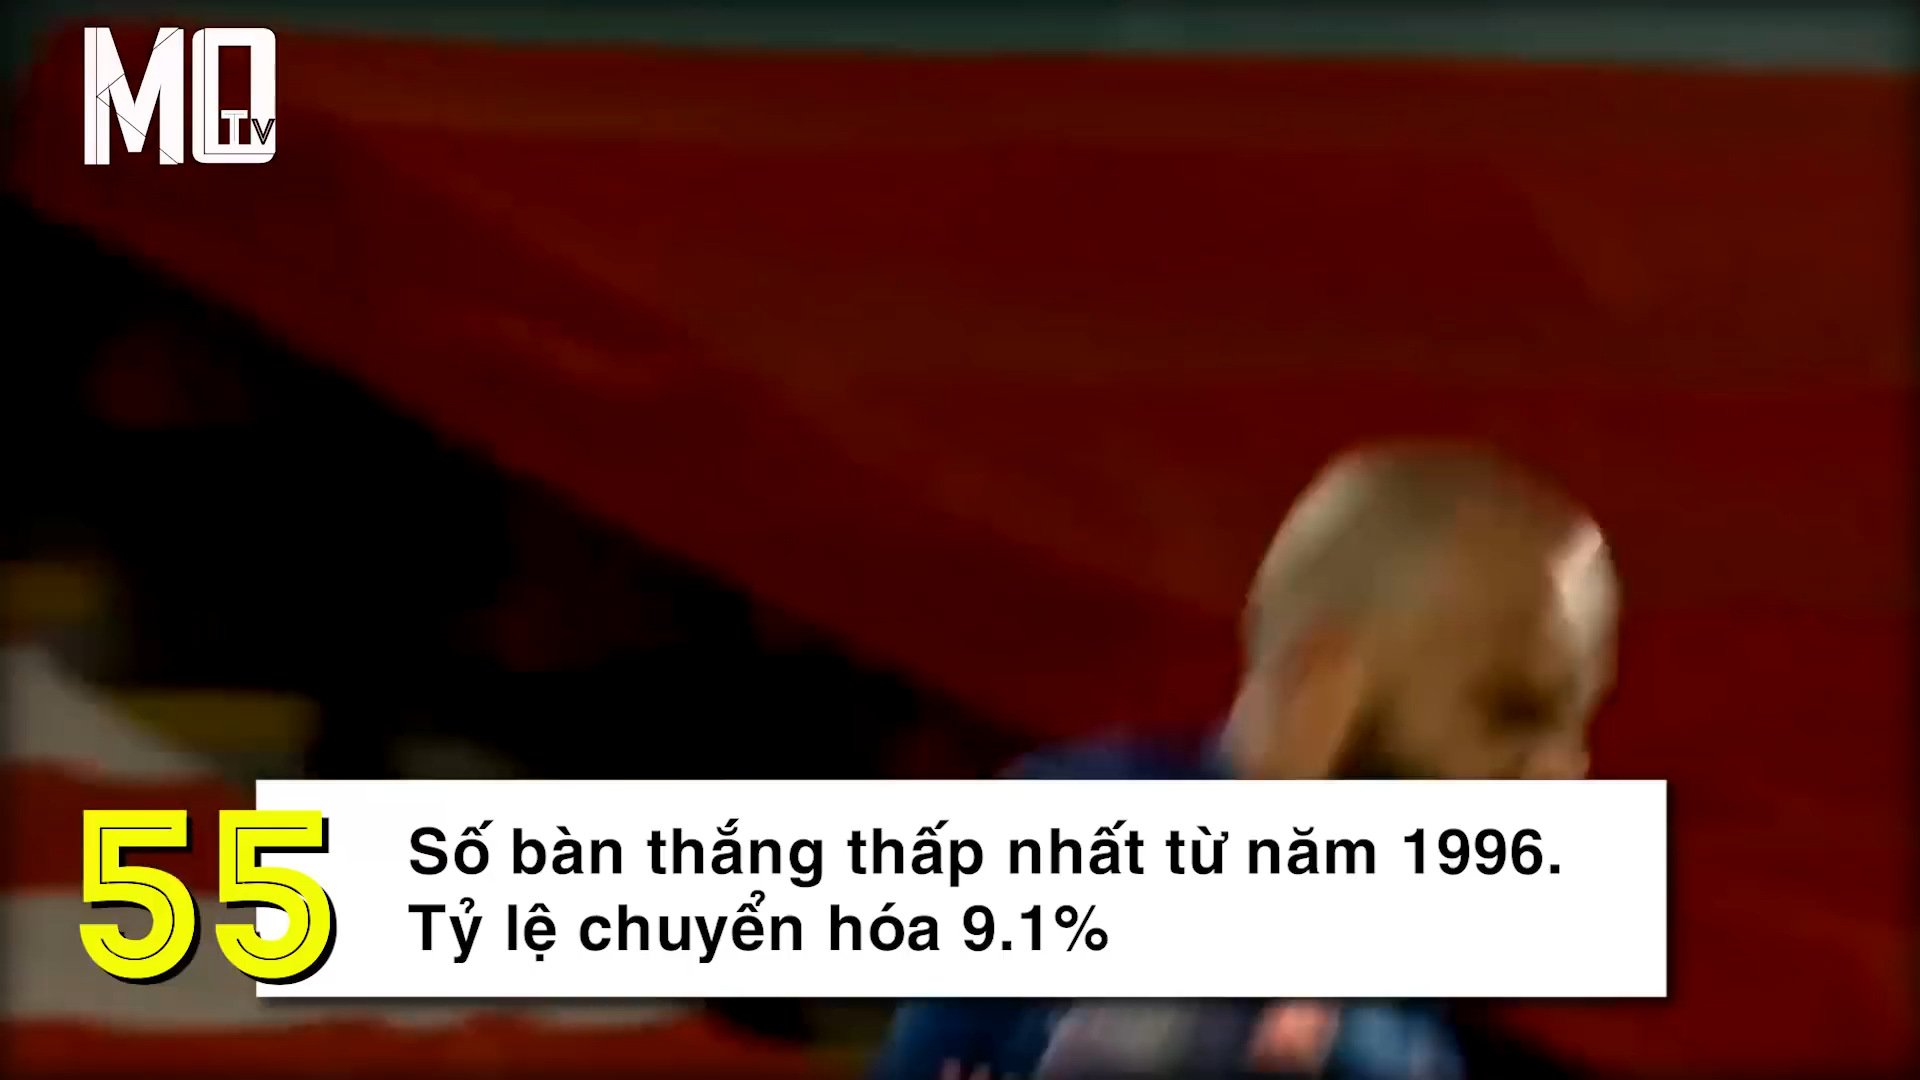 MQ
TV
55
Số bàn thắng thấp nhất từ năm 1996.
Tỷ lệ chuyển hóa 9.1%